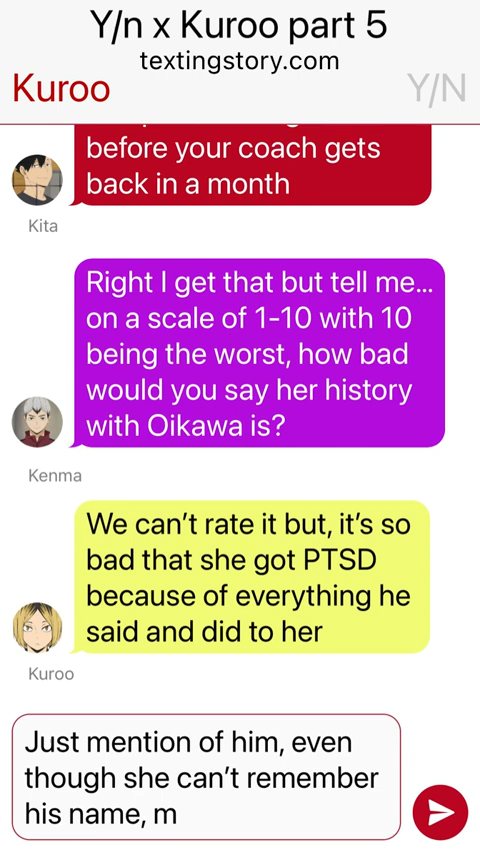 Y/n x Kuroo part 5
textingstory.com
Kuroo
Y/N
before your coach gets
back in a month
Kita
Right I get that but tell me...
on a scale of 1-10 with 10
being the worst, how bad
would you say her history
with Oikawa is?
Kenma
We can’t rate it but, it’s so
bad that she got PTSD
because of everything he
said and did to her
Kuroo
Just mention of him, even
though she can’t remember
his name, m